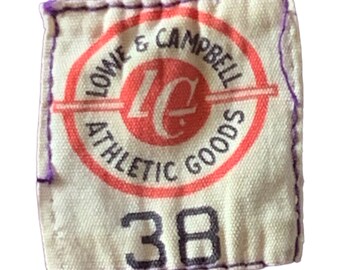 LOWE & CAMPBELL
LC.
ATHLETIC GOODS
38